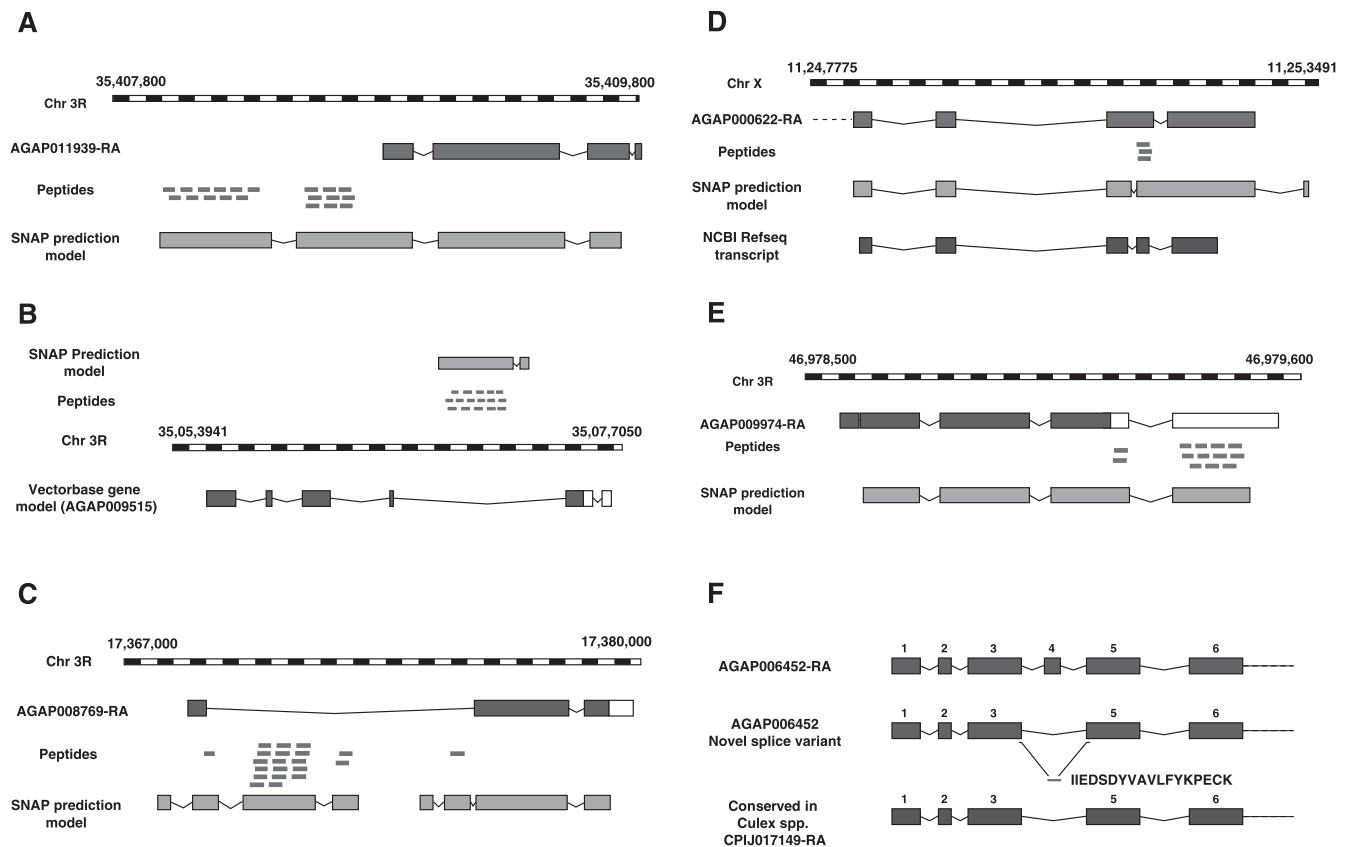 A
35,407,800
35,409,800
Chr 3R
AGAP011939-RA
Peptides
SNAP prediction
model
B
SNAP Prediction
model
Peptides
35,05,3941
35,07,7050
Chr 3R
Vectorbase gene
model (AGAP009515)
C
17,367,000
17,380,000
Chr 3R
AGAP008769-RA
Peptides
SNAP prediction
model
D
11,24,7775
11,25,3491
Chr X
AGAP000622-RA
Peptides
SNAP prediction
model
NCBI Refseq
transcript
E
46,978,500
46,979,600
Chr 3R
AGAP009974-RA
Peptides
SNAP prediction
model
F
1 2 3 4 5 6
AGAP006452-RA
1 2 3 5 6
AGAP006452
Novel splice variant
IIEDSDYVAVLFYKPECK
1 2 3 5 6
Conserved in
Culex spp.
CPIJ017149-RA